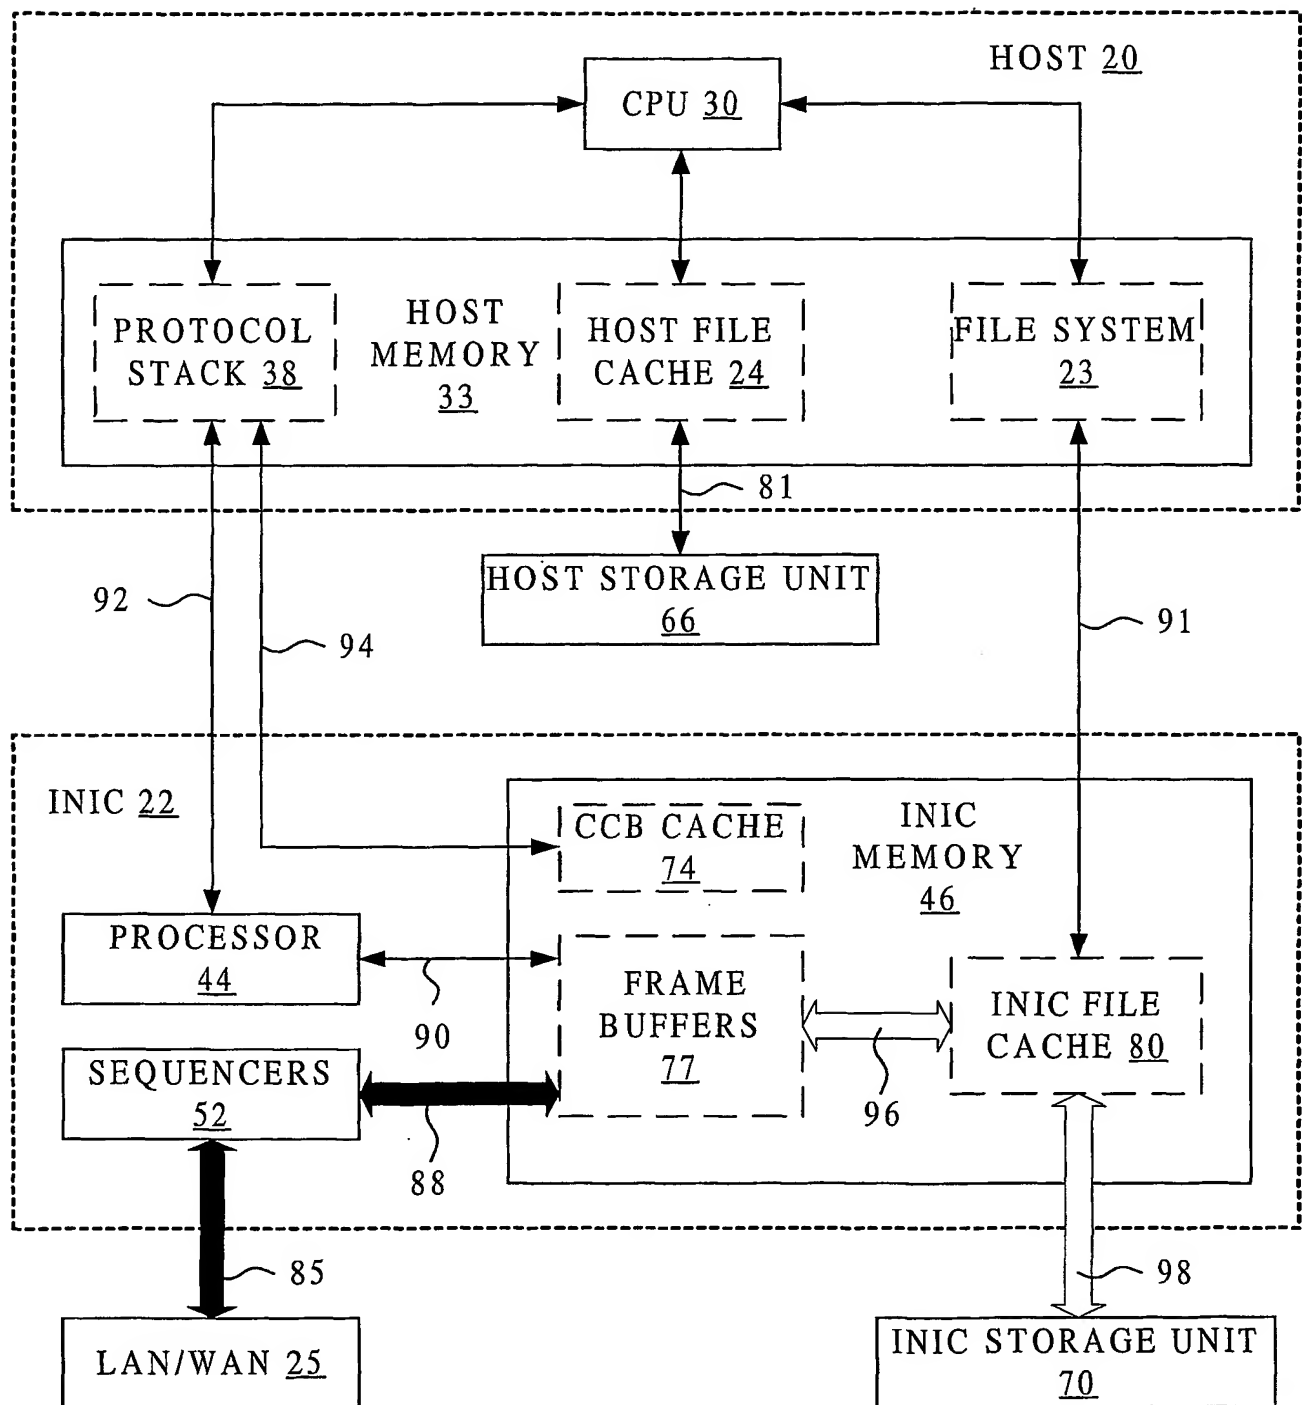 HOST 20
CPU 30
PROTOCOL
STACK 38
HOST
MEMORY
33
HOST FILE
CACHE 24
FILE SYSTEM
23
81
HOST STORAGE UNIT
66
92
94
91
INIC 22
CCB CACHE
74
INIC
MEMORY
46
PROCESSOR
44
90
FRAME
BUFFERS
77
INIC FILE
CACHE 80
96
SEQUENCERS
52
88
85
98
LAN/WAN 25
INIC STORAGE UNIT
70